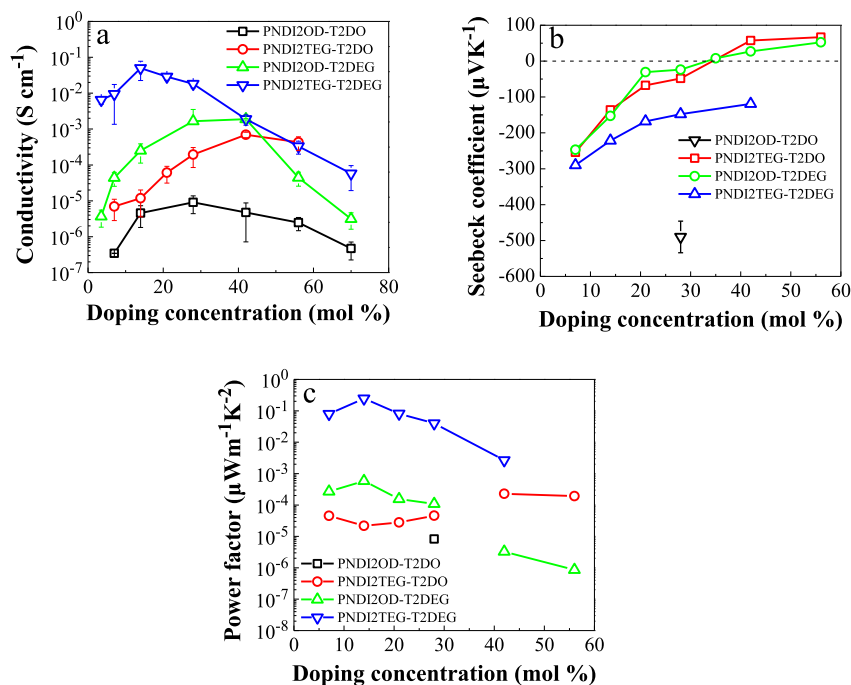 a
PNDI2OD-T2DO
PNDI2TEG-T2DO
PNDI2OD-T2DEG
PNDI2TEG-T2DEG
10^0
10^-1
10^-2
10^-3
10^-4
10^-5
10^-6
10^-7
Conductivity (S cm^-1)
0 20 40 60 80
Doping concentration (mol %)
b
100
0
-100
-200
-300
-400
-500
-600
Seebeck coefficient (μVK^-1)
PNDI2OD-T2DO
PNDI2TEG-T2DO
PNDI2OD-T2DEG
PNDI2TEG-T2DEG
0 10 20 30 40 50 60
Doping concentration (mol %)
c
10^0
10^-1
10^-2
10^-3
10^-4
10^-5
10^-6
10^-7
10^-8
Power factor (μWm^-1K^-2)
PNDI2OD-T2DO
PNDI2TEG-T2DO
PNDI2OD-T2DEG
PNDI2TEG-T2DEG
0 10 20 30 40 50 60
Doping concentration (mol %)